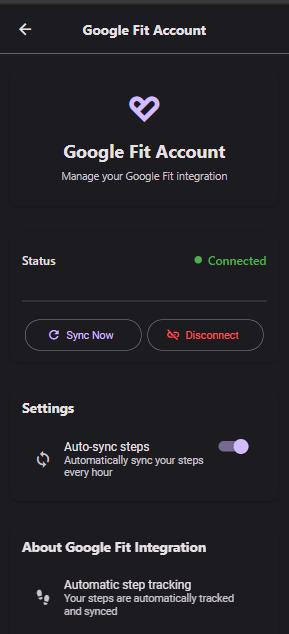 Google Fit Account
Google Fit Account
Manage your Google Fit integration
Status
Connected
Sync Now
Disconnect
Settings
Auto-sync steps
Automatically sync your steps
every hour
About Google Fit Integration
Automatic step tracking
Your steps are automatically tracked
and synced